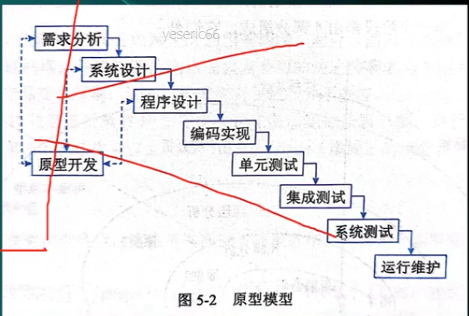 yeseric66
需求分析
系统设计
程序设计
编码实现
原型开发
单元测试
集成测试
系统测试
运行维护
图 5-2 原型模型